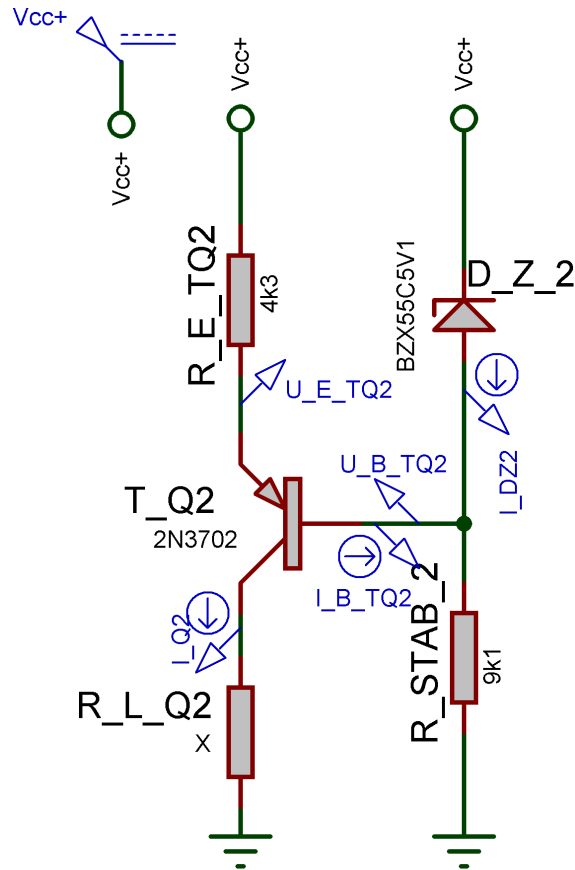 Vcc+
Vcc+
Vcc+
Vcc+
R_E_TQ2
4k3
BZX55C5V1
D_Z_2
U_E_TQ2
I_DZ2
U_B_TQ2
T_Q2
2N3702
I_B_TQ2
I_Q2
R_STAB_2
9k1
R_L_Q2
X